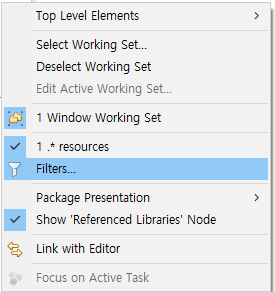 Top Level Elements
Select Working Set...
Deselect Working Set
Edit Active Working Set...
1 Window Working Set
1 .* resources
Filters...
Package Presentation
Show 'Referenced Libraries' Node
Link with Editor
Focus on Active Task